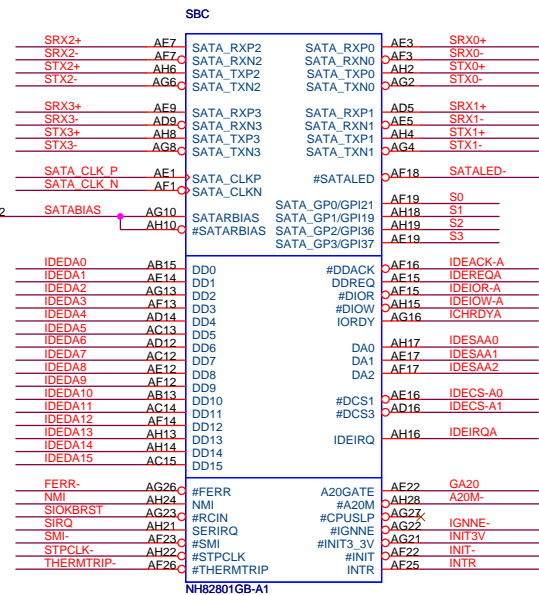 SBC
SRX2+ AE7 SATA_RXP2 SATA_RXP0 AE3 SRX0+
SRX2- AF7 SATA_RXN2 SATA_RXN0 AF3 SRX0-
STX2+ AH6 SATA_TXP2 SATA_TXP0 AH2 STX0+
STX2- AG6 SATA_TXN2 SATA_TXN0 AG2 STX0-
SRX3+ AE9 SATA_RXP3 SATA_RXP1 AD5 SRX1+
SRX3- AD9 SATA_RXN3 SATA_RXN1 AE5 SRX1-
STX3+ AH8 SATA_TXP3 SATA_TXP1 AH4 STX1+
STX3- AG8 SATA_TXN3 SATA_TXN1 AG4 STX1-
SATA_CLK_P AE1 SATA_CLKP #SATALED AF18 SATALED-
SATA_CLK_N AF1 SATA_CLKN
SATA_GP0/GPI21 AF19 S0
2 SATABIAS AG10 SATARBIAS SATA_GP1/GPI19 AH18 S1
AH10 #SATARBIAS SATA_GP2/GPI36 AH19 S2
SATA_GP3/GPI37 AE19 S3
IDEDA0 AB15 DD0 #DDACK AF16 IDEACK-A
IDEDA1 AE14 DD1 DDREQ AE15 IDEREQA
IDEDA2 AG13 DD2 #DIOR AF15 IDEIOR-A
IDEDA3 AF13 DD3 #DIOW AH15 IDEIOW-A
IDEDA4 AD14 DD4 IORDY AG16 ICHRDYA
IDEDA5 AC13 DD5
IDEDA6 AD12 DD6 DA0 AH17 IDESAA0
IDEDA7 AC12 DD7 DA1 AE17 IDESAA1
IDEDA8 AE12 DD8 DA2 AF17 IDESAA2
IDEDA9 AF12 DD9
IDEDA10 AB13 DD10 #DCS1 AE16 IDECS-A0
IDEDA11 AC14 DD11 #DCS3 AD16 IDECS-A1
IDEDA12 AF14 DD12
IDEDA13 AH13 DD13 IDEIRQ AH16 IDEIRQA
IDEDA14 AH14 DD14
IDEDA15 AC15 DD15
FERR- AG26 #FERR A20GATE AE22 GA20
NMI AH24 NMI #A20M AH28 A20M-
SIOKBRST AG23 #RCIN #CPUSLP AG27
SIRQ AH21 SERIRQ #IGNNE AG22 IGNNE-
SMI- AF23 #SMI #INIT3_3V AG21 INIT3V
STPCLK- AH22 #STPCLK #INIT AF22 INIT-
THERMTRIP- AF26 #THERMTRIP INTR AF25 INTR
NH82801GB-A1